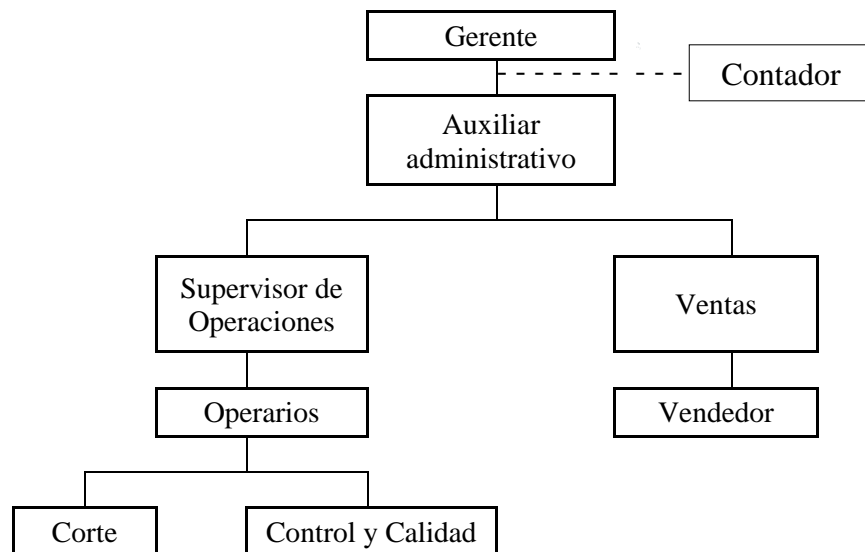 Gerente
Contador
Auxiliar
administrativo
Supervisor de
Operaciones
Ventas
Operarios
Vendedor
Corte
Control y Calidad